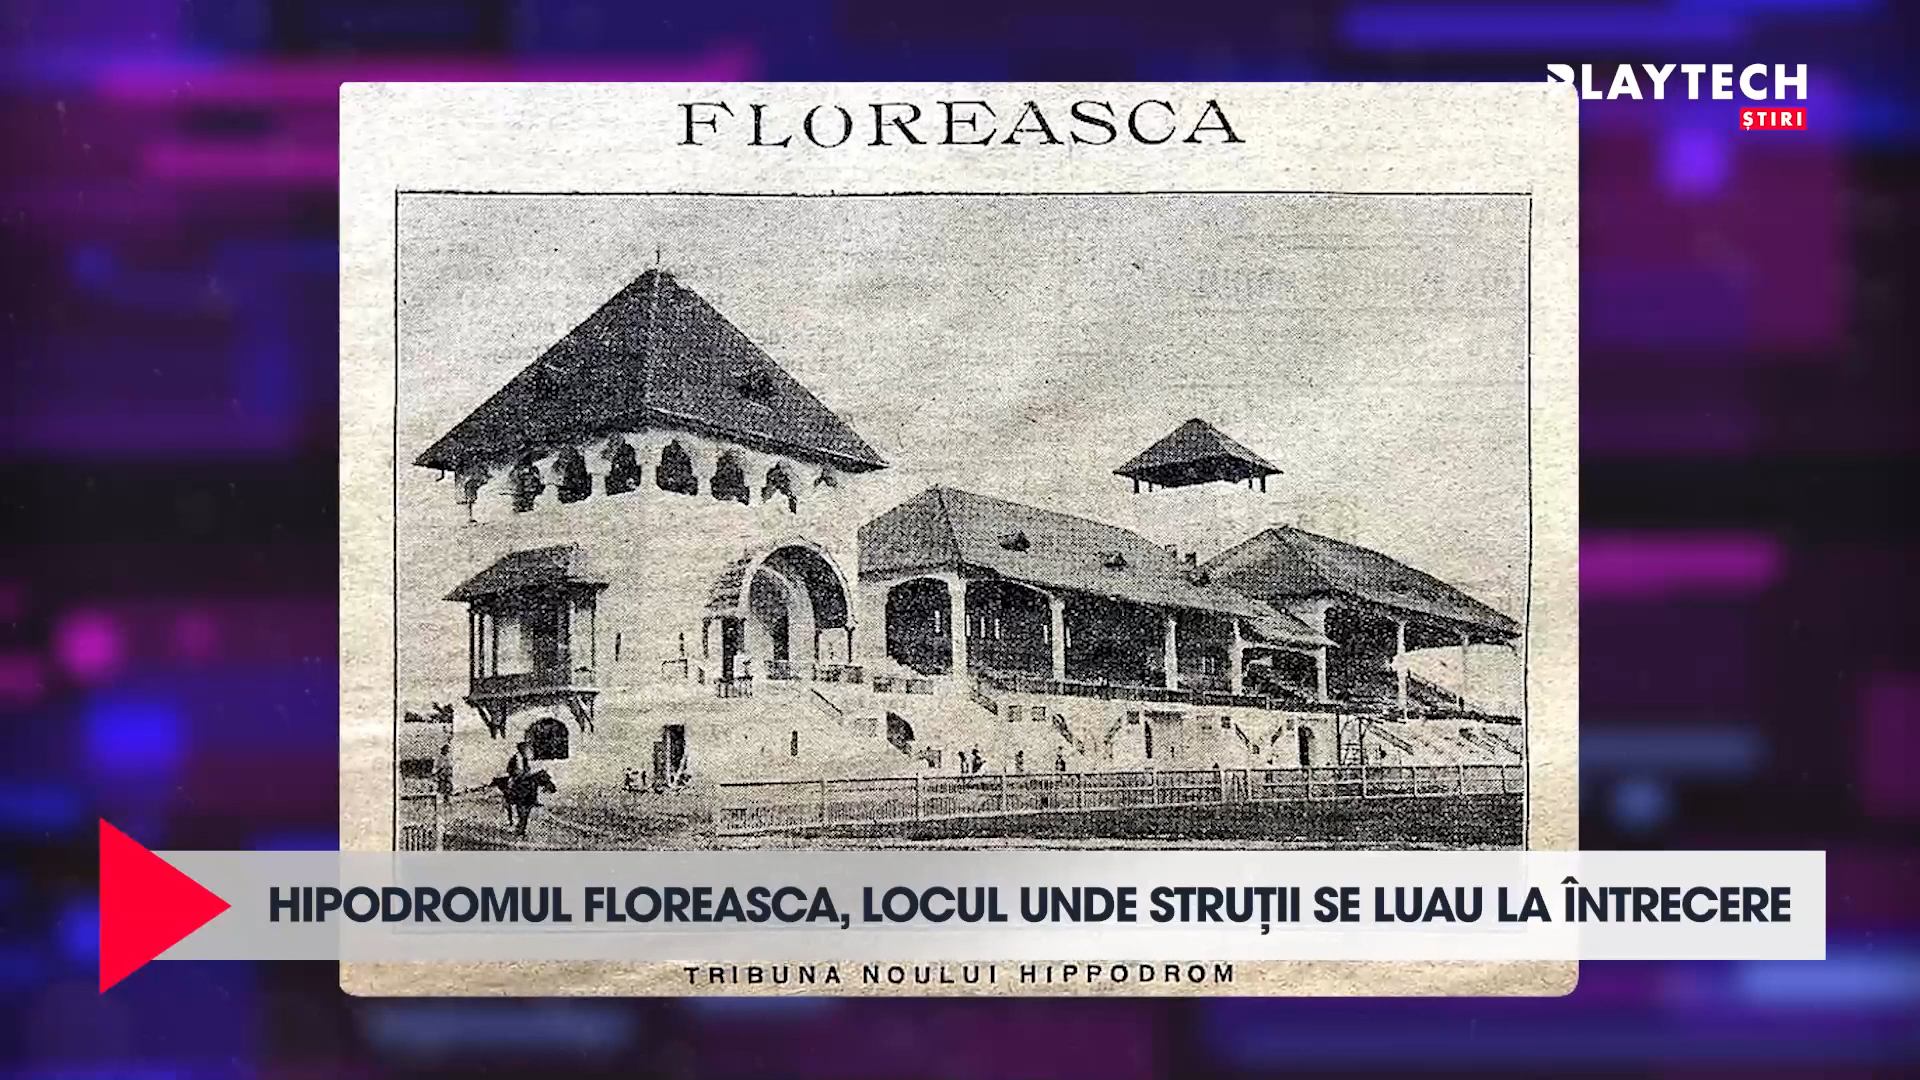 FLOREASCA
PLAYTECH
ȘTIRI
HIPODROMUL FLOREASCA, LOCUL UNDE STRUȚII SE LUAU LA ÎNTRECERE
TRIBUNA NOULUI HIPPODROM